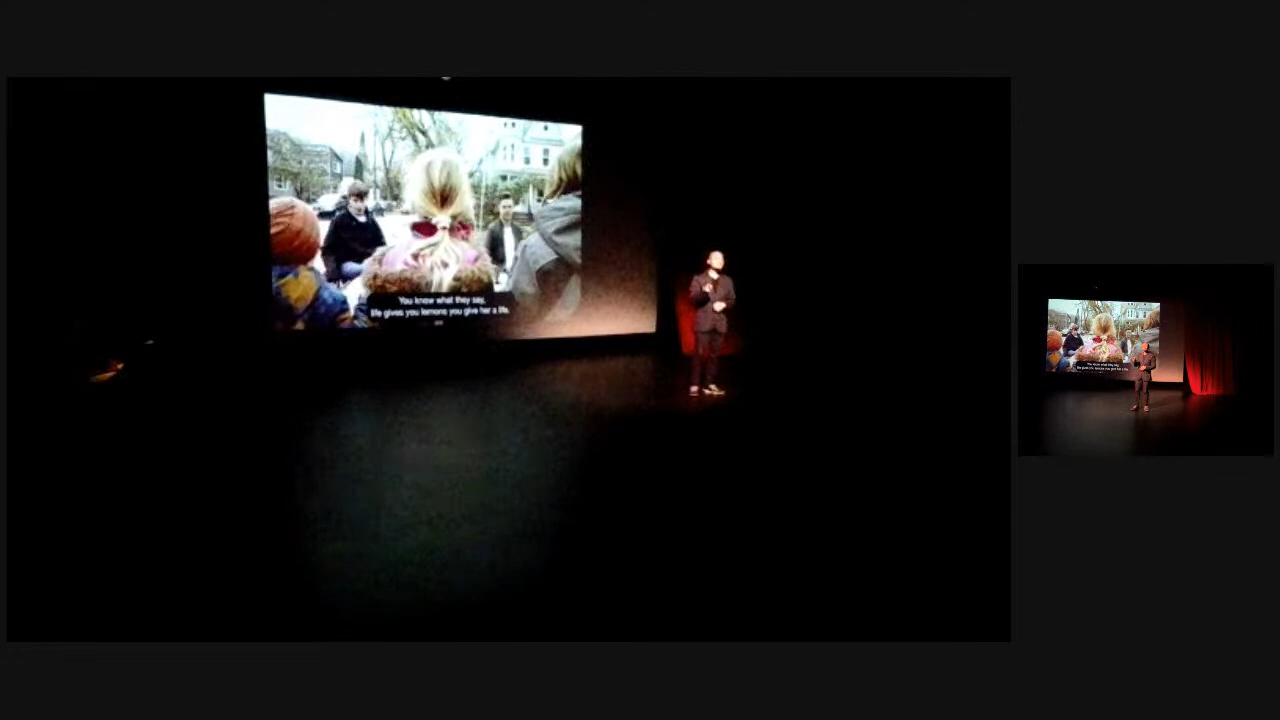 You know what they say,
life gives you lemons you give her a life.